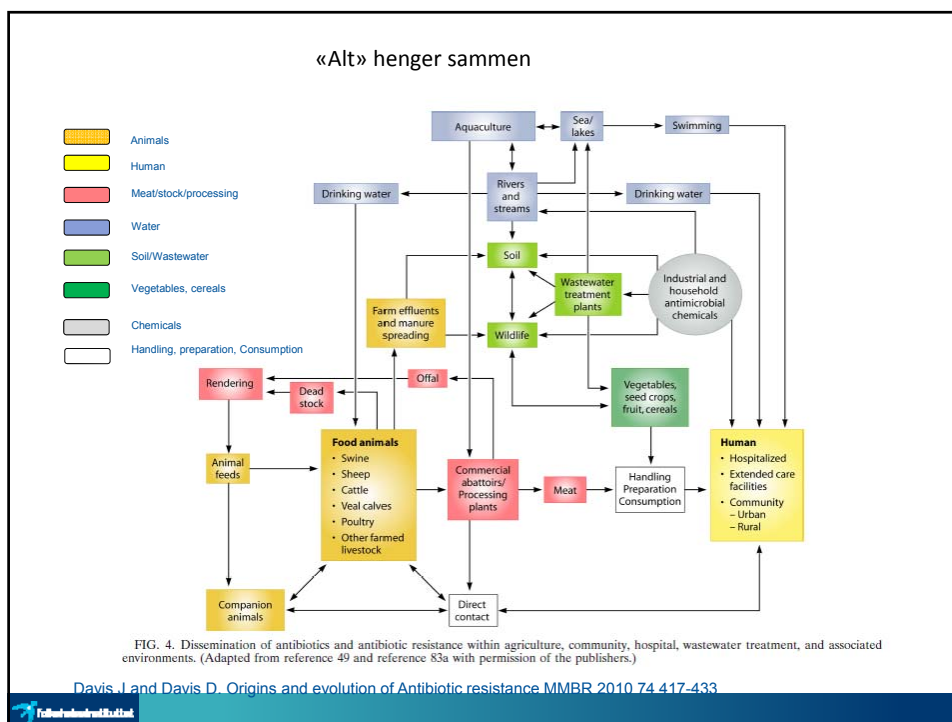 «Alt» henger sammen
Animals
Human
Meat/stock/processing
Water
Soil/Wastewater
Vegetables, cereals
Chemicals
Handling, preparation, Consumption
Aquaculture
Sea/
lakes
Swimming
Drinking water
Rivers
and
streams
Drinking water
Soil
Wastewater
treatment
plants
Industrial and
household
antimicrobial
chemicals
Farm effluents
and manure
spreading
Wildlife
Rendering
Dead
stock
Offal
Vegetables,
seed crops,
fruit, cereals
Animal
feeds
Food animals
• Swine
• Sheep
• Cattle
• Veal calves
• Poultry
• Other farmed
livestock
Commercial
abattoirs/
Processing
plants
Meat
Handling
Preparation
Consumption
Human
• Hospitalized
• Extended care
facilities
• Community
– Urban
– Rural
Companion
animals
Direct
contact
FIG. 4. Dissemination of antibiotics and antibiotic resistance within agriculture, community, hospital, wastewater treatment, and associated
environments. (Adapted from reference 49 and reference 83a with permission of the publishers.)
Davis J and Davis D. Origins and evolution of Antibiotic resistance MMBR 2010 74 417-433
Folkehelseinstituttet